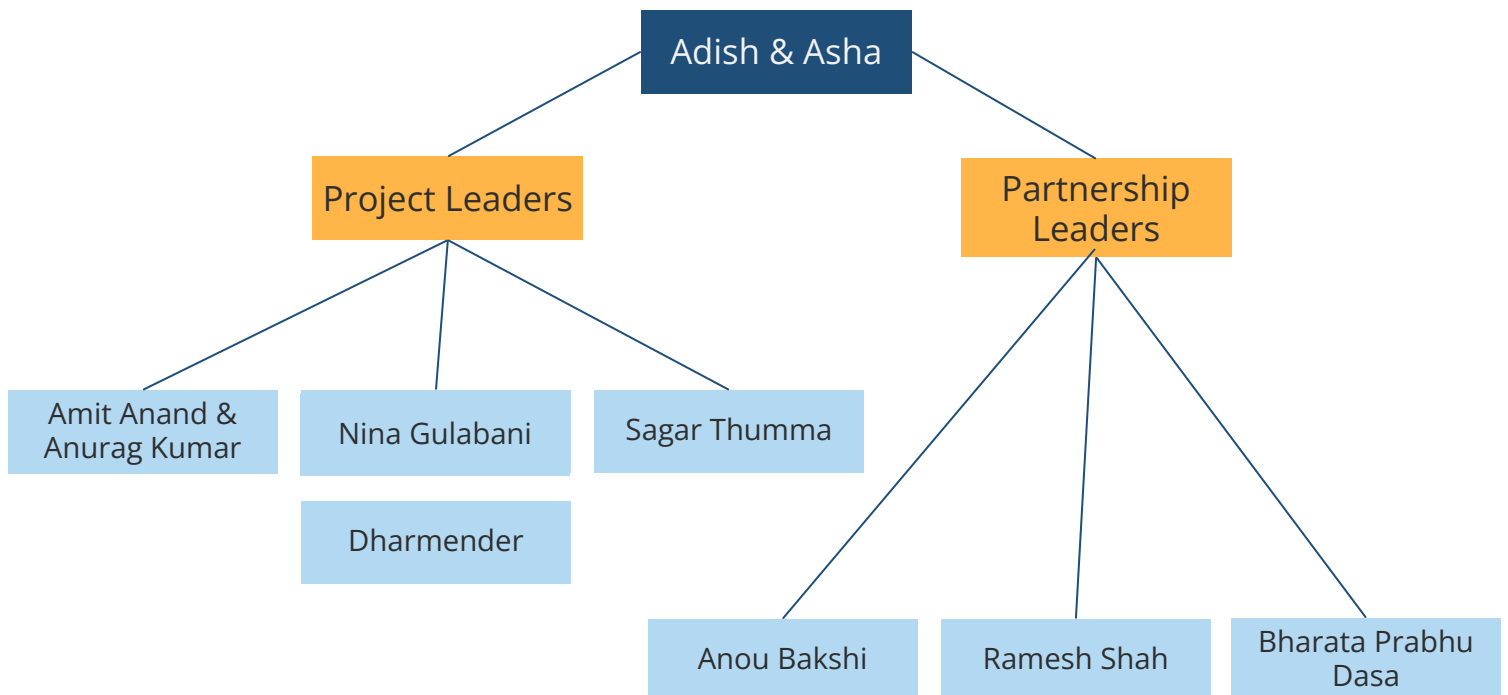 Adish & Asha
Project Leaders
Partnership
Leaders
Amit Anand &
Anurag Kumar
Nina Gulabani
Sagar Thumma
Dharmender
Anou Bakshi
Ramesh Shah
Bharata Prabhu
Dasa